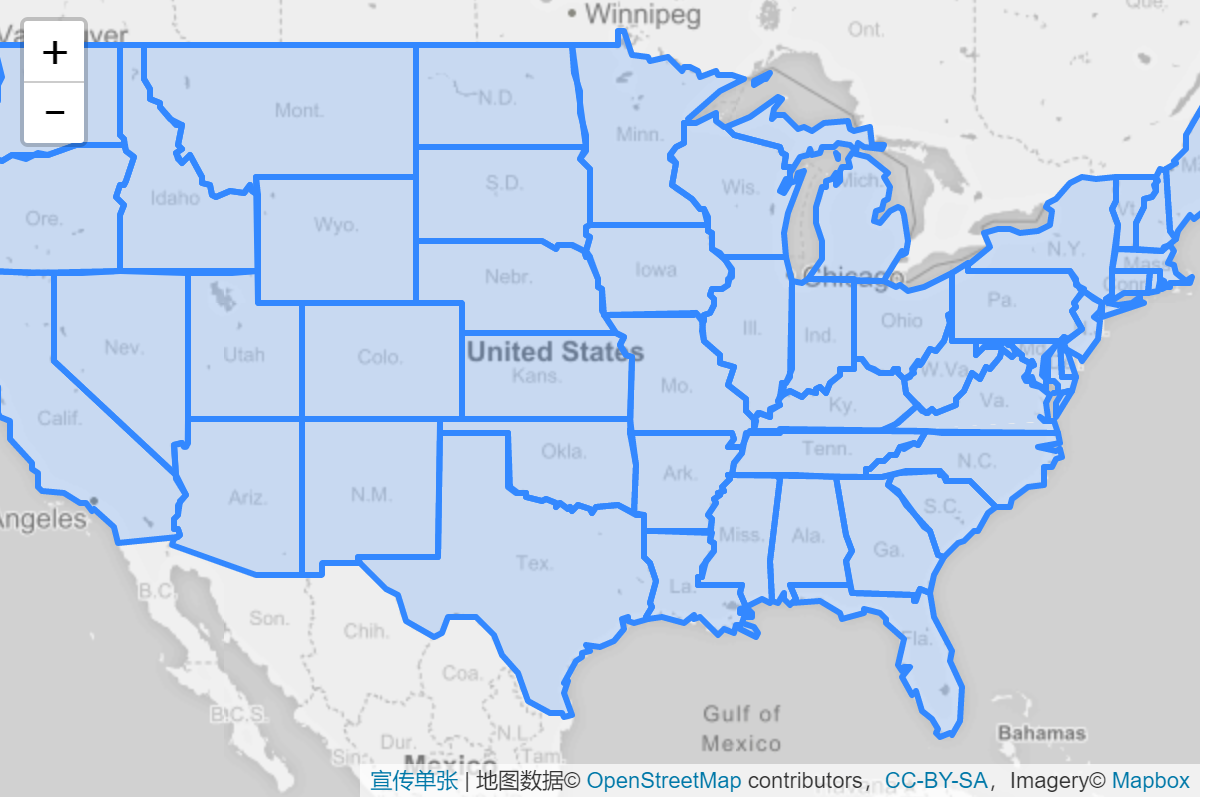 Winnipeg
Ont.
Que.
+
−
Mont.
N.D.
Minn.
Idaho
S.D.
Wis.
Mich.
Ore.
Wyo.
Vt.
N.Y.
Mass.
Nebr.
Iowa
Chicago
Conn.
Pa.
Nev.
Utah
Colo.
United States
Kans.
Ill.
Ind.
Ohio
Md.
W.Va.
Mo.
Ky.
Va.
Calif.
Okla.
Tenn.
N.C.
Ariz.
N.M.
Ark.
S.C.
Angeles
Tex.
Miss.
Ala.
Ga.
B.C.
La.
Son.
Chih.
Fla.
Coa.
B.C.S.
Gulf of
Mexico
Dur.
N.L.
Bahamas
Sin.
Mexico
Tam.
宣传单张 | 地图数据© OpenStreetMap contributors，CC-BY-SA，Imagery© Mapbox